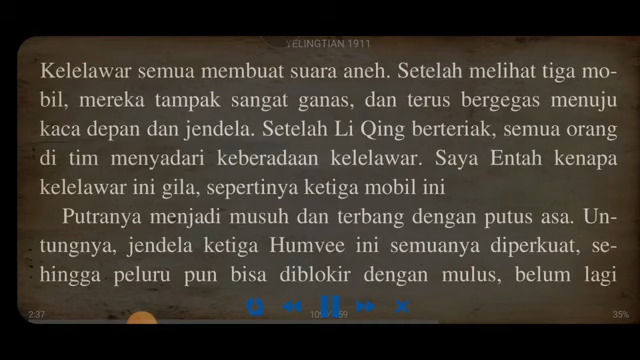 YELINGTIAN 1911
Kelelawar semua membuat suara aneh. Setelah melihat tiga mo-
bil, mereka tampak sangat ganas, dan terus bergegas menuju
kaca depan dan jendela. Setelah Li Qing berteriak, semua orang
di tim menyadari keberadaan kelelawar. Saya Entah kenapa
kelelawar ini gila, sepertinya ketiga mobil ini
Putranya menjadi musuh dan terbang dengan putus asa. Un-
tungnya, jendela ketiga Humvee ini semuanya diperkuat, se-
hingga peluru pun bisa diblokir dengan mulus, belum lagi
2:37
35%